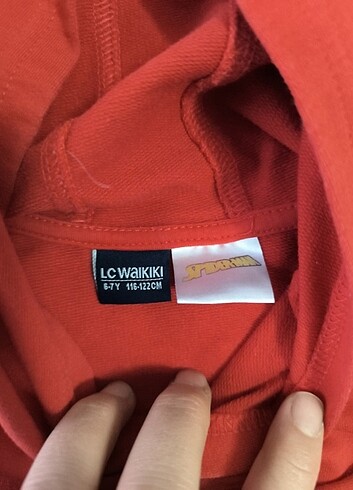 LC WAIKIKI
6-7Y 116-122CM
SPIDER-MAN